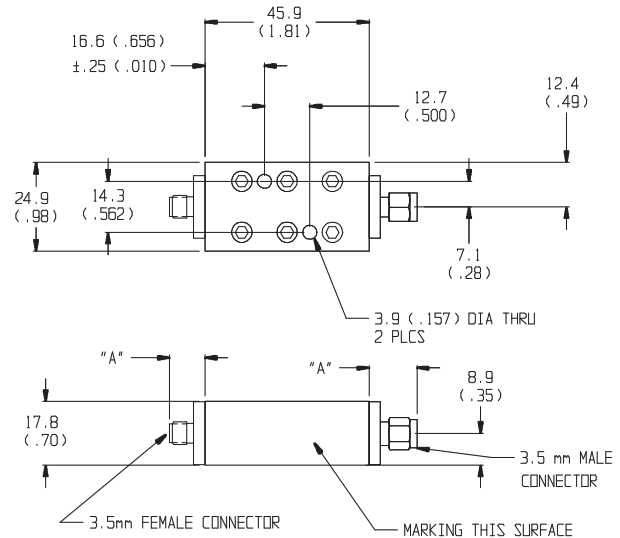 45.9
(1.81)
16.6 (.656)
±.25 (.010)
12.7
(.500)
12.4
(.49)
24.9
(.98)
14.3
(.562)
7.1
(.28)
3.9 (.157) DIA THRU
2 PLCS
"A"
"A"
8.9
(.35)
17.8
(.70)
3.5 mm MALE
CONNECTOR
3.5mm FEMALE CONNECTOR
MARKING THIS SURFACE